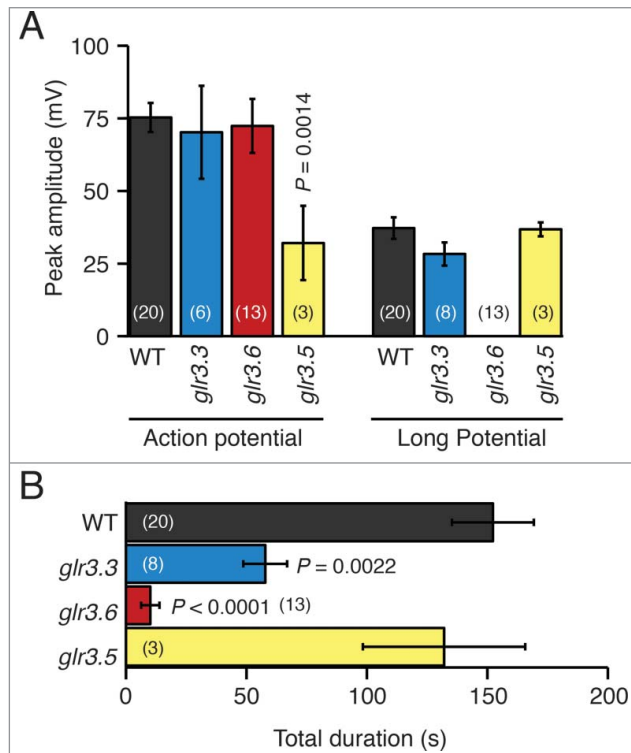 A
Peak amplitude (mV)
100
75
50
25
0
P = 0.0014
(20) (6) (13) (3) (20) (8) (13) (3)
WT glr3.3 glr3.6 glr3.5 WT glr3.3 glr3.6 glr3.5
Action potential Long Potential
B
WT (20)
glr3.3 (8) P = 0.0022
glr3.6 P < 0.0001 (13)
glr3.5 (3)
0 50 100 150 200
Total duration (s)